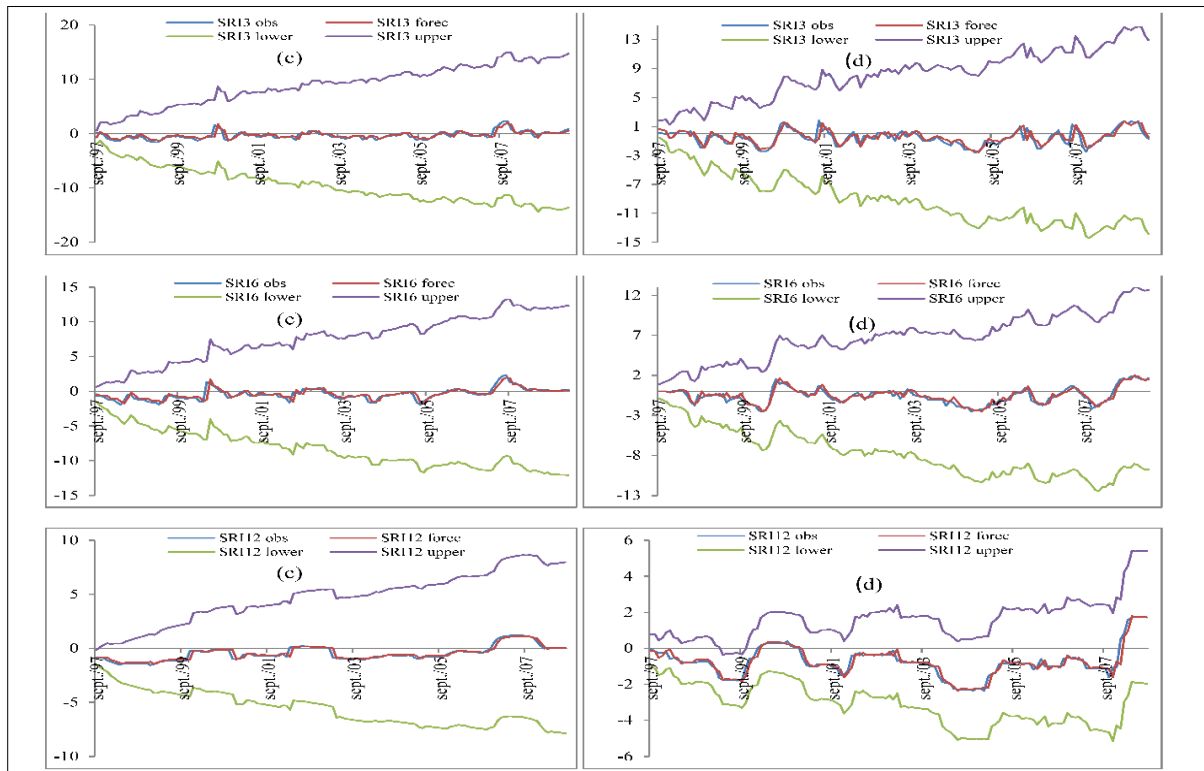 SRI3 obs SRI3 forec
SRI3 lower SRI3 upper
(c)
20
10
0
-10
-20
sept./97 sept./99 sept./01 sept./03 sept./05 sept./07
SRI3 obs SRI3 forec
SRI3 lower SRI3 upper
(d)
13
9
5
1
-3
-7
-11
-15
sept./97 sept./99 sept./01 sept./03 sept./05 sept./07
SRI6 obs SRI6 forec
SRI6 lower SRI6 upper
(c)
15
10
5
0
-5
-10
-15
sept./97 sept./99 sept./01 sept./03 sept./05 sept./07
SRI6 obs SRI6 forec
SRI6 lower SRI6 upper
(d)
12
7
2
-3
-8
-13
sept./97 sept./99 sept./01 sept./03 sept./05 sept./07
SRI12 obs SRI12 forec
SRI12 lower SRI12 upper
(c)
10
5
0
-5
-10
sept./97 sept./99 sept./01 sept./03 sept./05 sept./07
SRI12 obs SRI12 forec
SRI12 lower SRI12 upper
(d)
6
4
2
0
-2
-4
-6
sept./97 sept./99 sept./01 sept./03 sept./05 sept./07